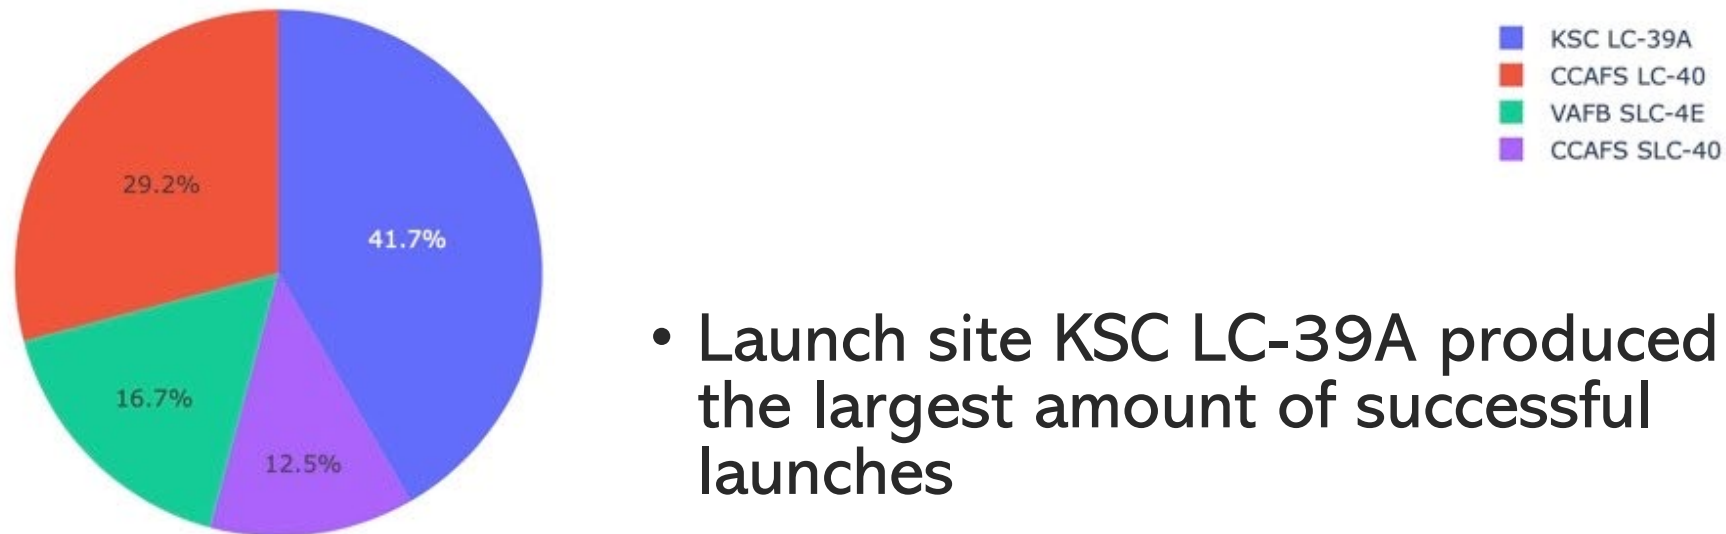 29.2%
41.7%
16.7%
12.5%
KSC LC-39A
CCAFS LC-40
VAFB SLC-4E
CCAFS SLC-40
• Launch site KSC LC-39A produced
the largest amount of successful
launches